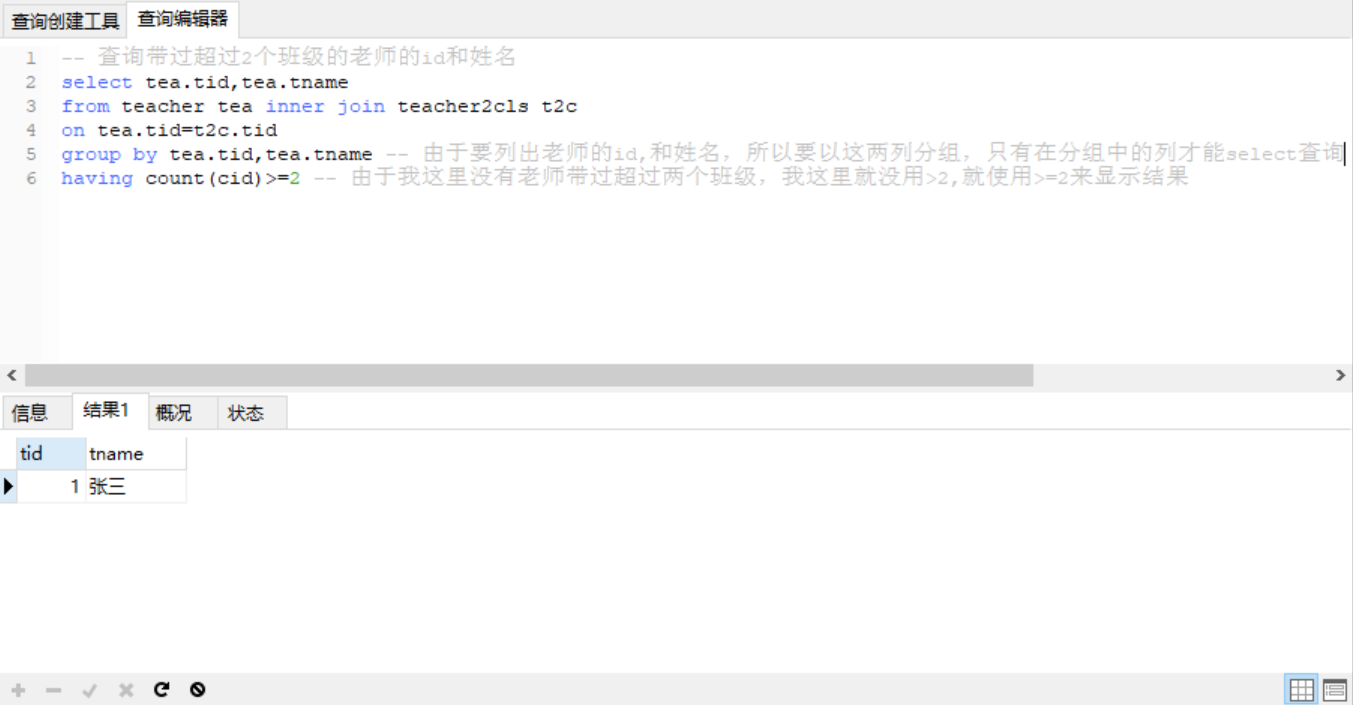 查询创建工具 查询编辑器
1 -- 查询带过超过2个班级的老师的id和姓名
2 select tea.tid,tea.tname
3 from teacher tea inner join teacher2cls t2c
4 on tea.tid=t2c.tid
5 group by tea.tid,tea.tname -- 由于要列出老师的id,和姓名，所以要以这两列分组，只有在分组中的列才能select查询
6 having count(cid)>=2 -- 由于我这里没有老师带过超过两个班级，我这里就没用>2,就使用>=2来显示结果
信息 结果1 概况 状态
tid tname
1 张三